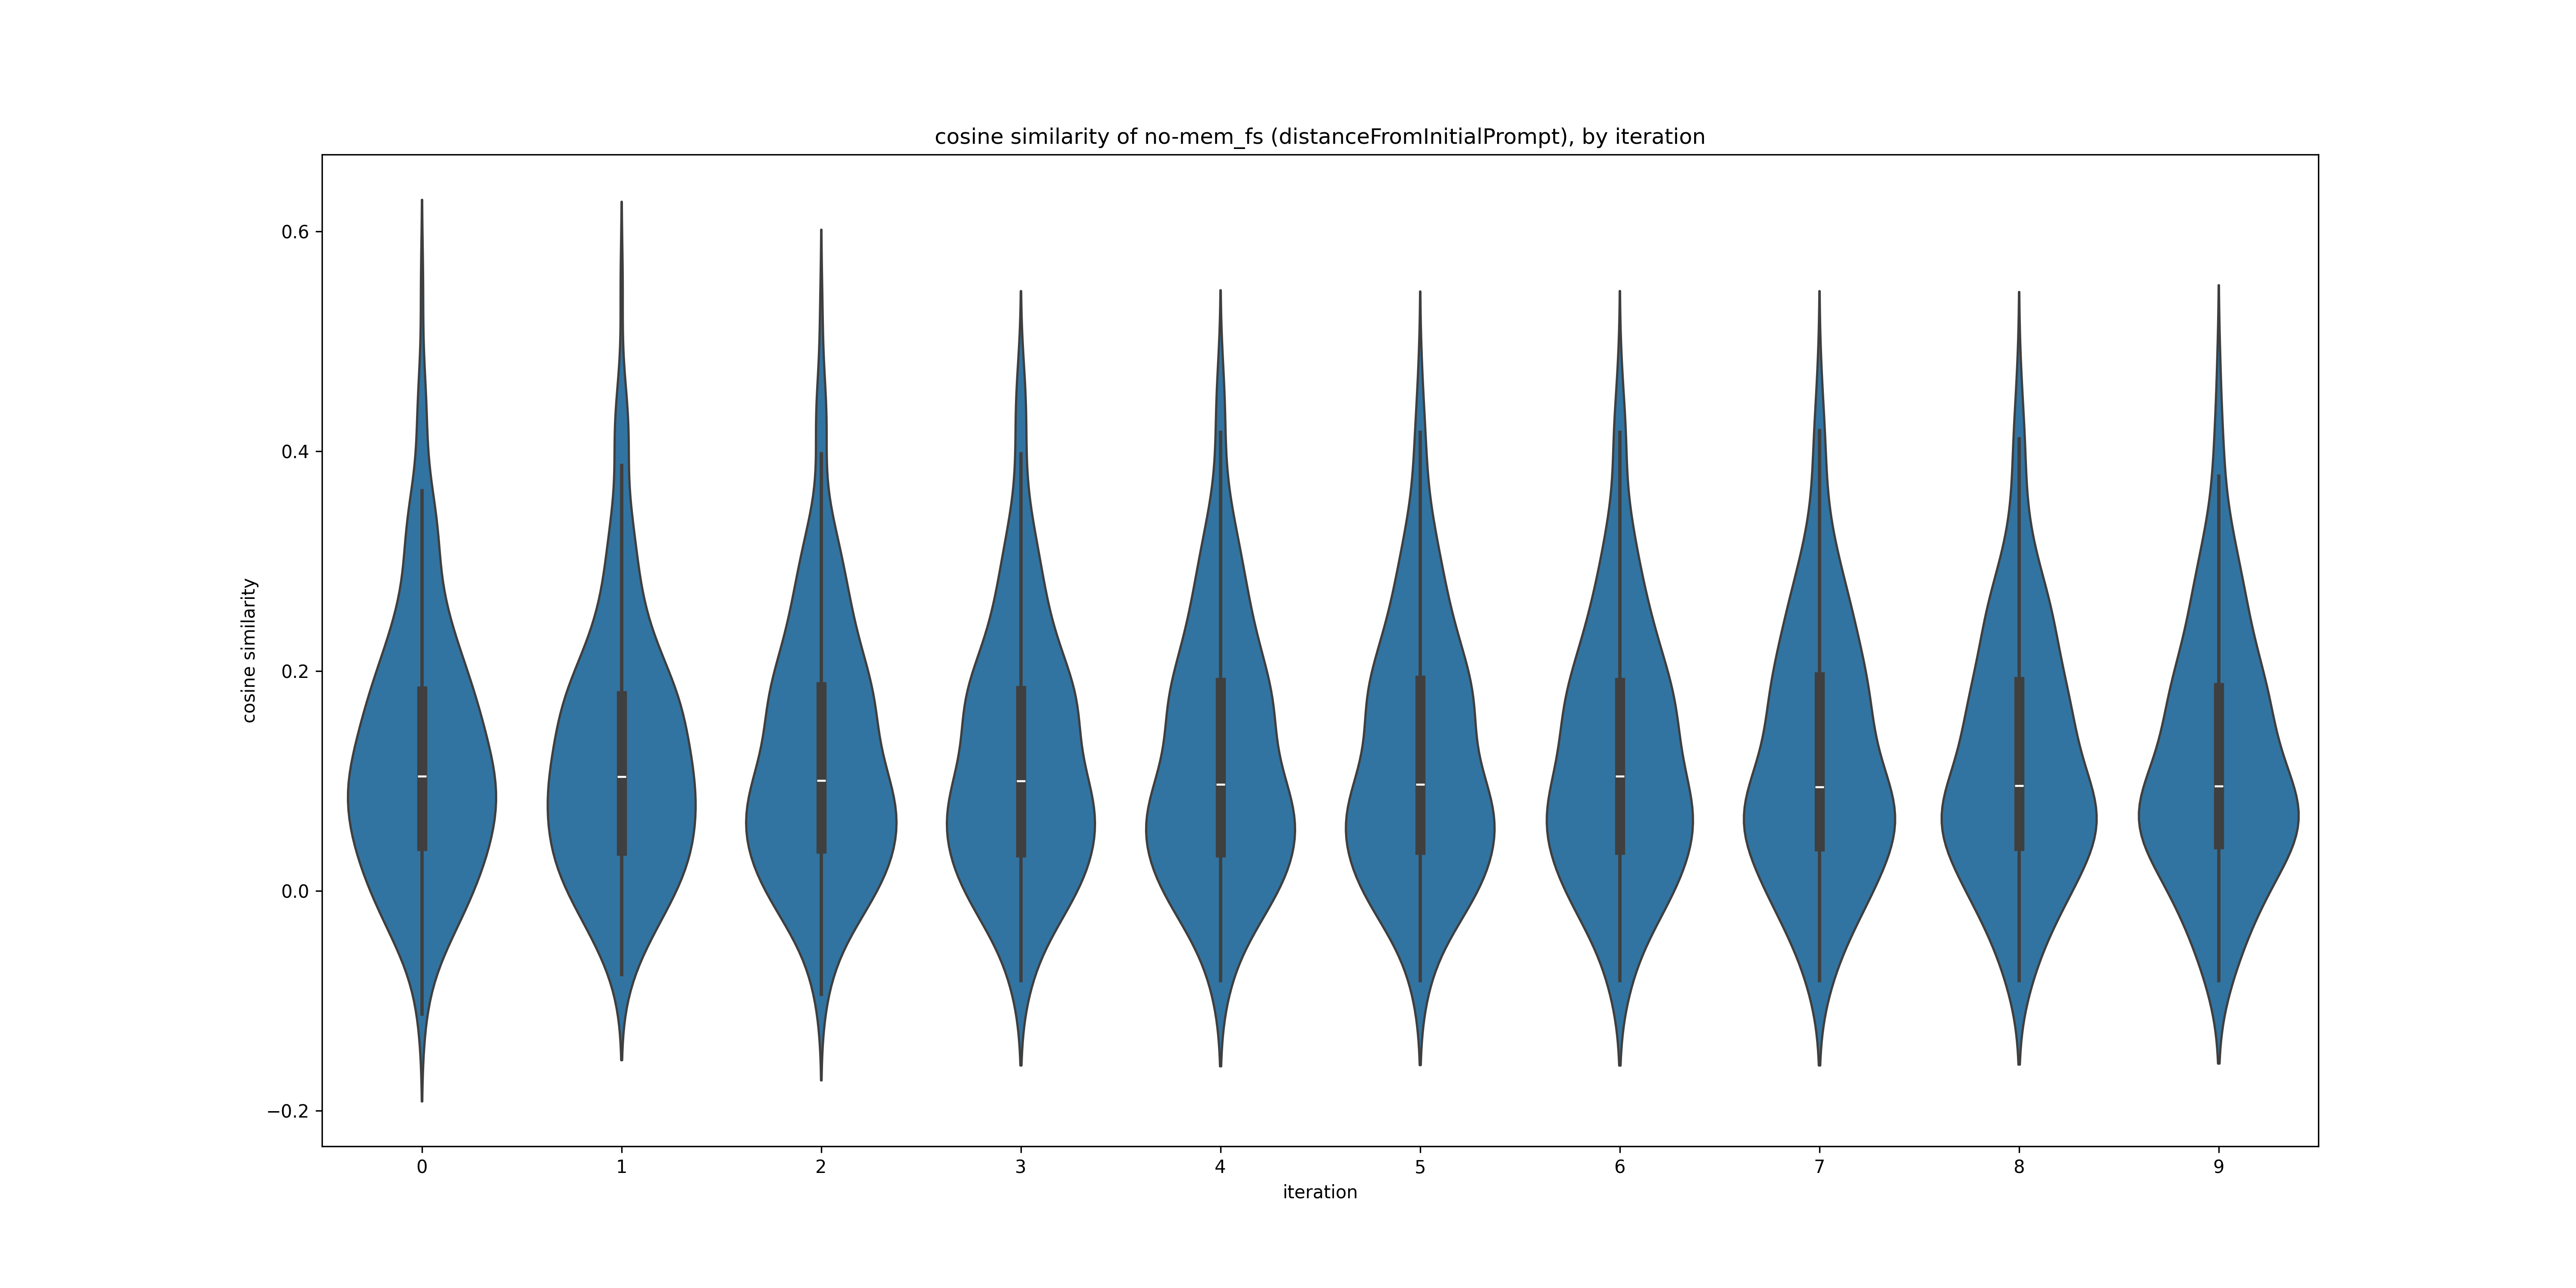 cosine similarity of no-mem_fs (distanceFromInitialPrompt), by iteration
cosine similarity
0.6
0.4
0.2
0.0
−0.2
0 1 2 3 4 5 6 7 8 9
iteration